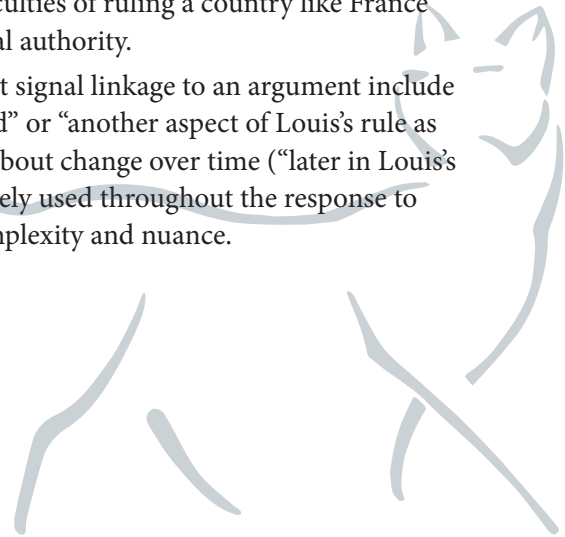 culties of ruling a country like France
al authority.
t signal linkage to an argument include
d” or “another aspect of Louis’s rule as
bout change over time (“later in Louis’s
ely used throughout the response to
mplexity and nuance.